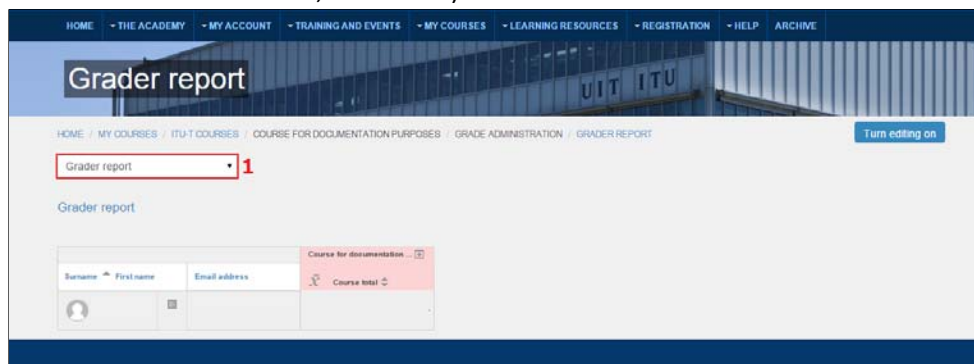 HOME THE ACADEMY MY ACCOUNT TRAINING AND EVENTS MY COURSES LEARNING RESOURCES REGISTRATION HELP ARCHIVE
Grader report
UIT ITU
HOME / MY COURSES / ITU-T COURSES / COURSE FOR DOCUMENTATION PURPOSES / GRADE ADMINISTRATION / GRADER REPORT
Turn editing on
Grader report 1
Grader report
Course for documentation ...
Surname First name Email address x̄ Course total
-